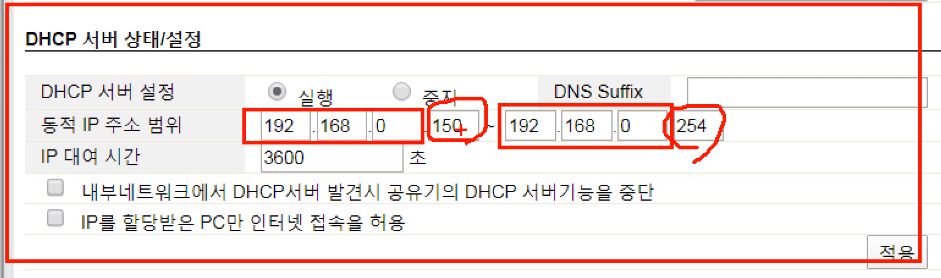 DHCP 서버 상태/설정
DHCP 서버 설정 실행 중지 DNS Suffix
동적 IP 주소 범위 192 .168 .0 .150 ~ 192 .168 .0 254
IP 대여 시간 3600 초
내부네트워크에서 DHCP서버 발견시 공유기의 DHCP 서버기능을 중단
IP를 할당받은 PC만 인터넷 접속을 허용
적용